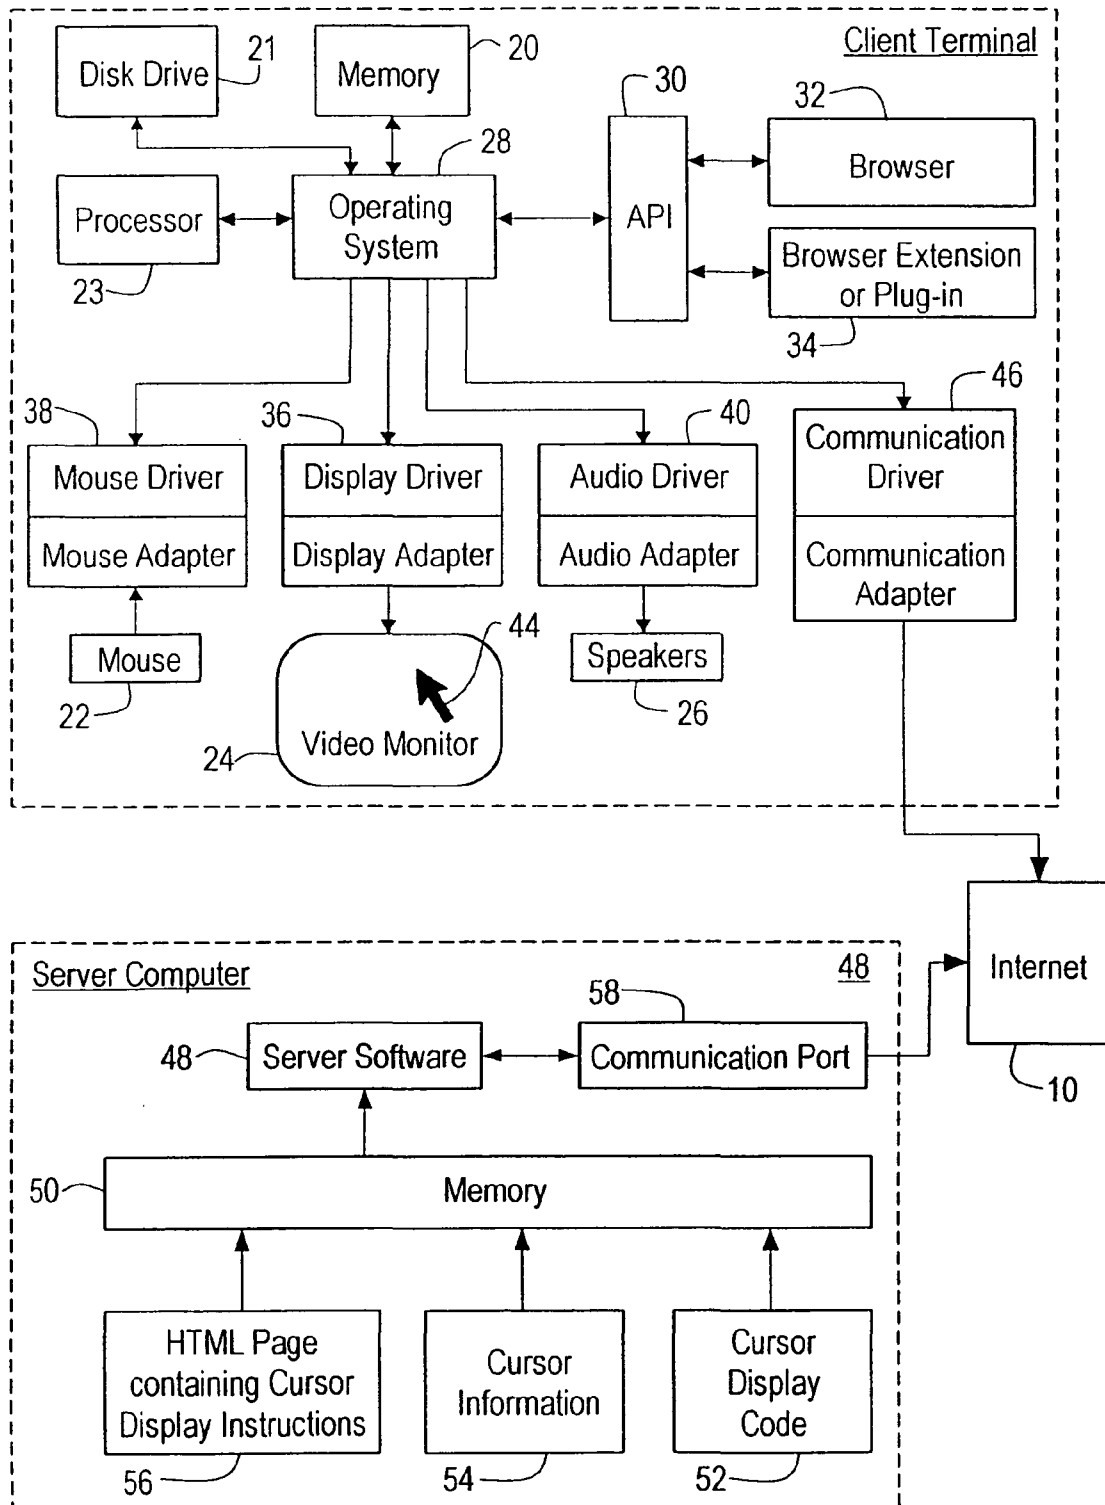 Client Terminal
21
20
Disk Drive
Memory
30
32
28
Browser
Processor
Operating
System
API
23
Browser Extension
or Plug-in
34
46
38
36
40
Communication
Driver
Mouse Driver
Display Driver
Audio Driver
Mouse Adapter
Display Adapter
Audio Adapter
Communication
Adapter
44
Mouse
Speakers
22
26
24
Video Monitor
Server Computer
48
58
Internet
48
Server Software
Communication Port
10
50
Memory
HTML Page
containing Cursor
Display Instructions
Cursor
Information
Cursor
Display
Code
56
54
52